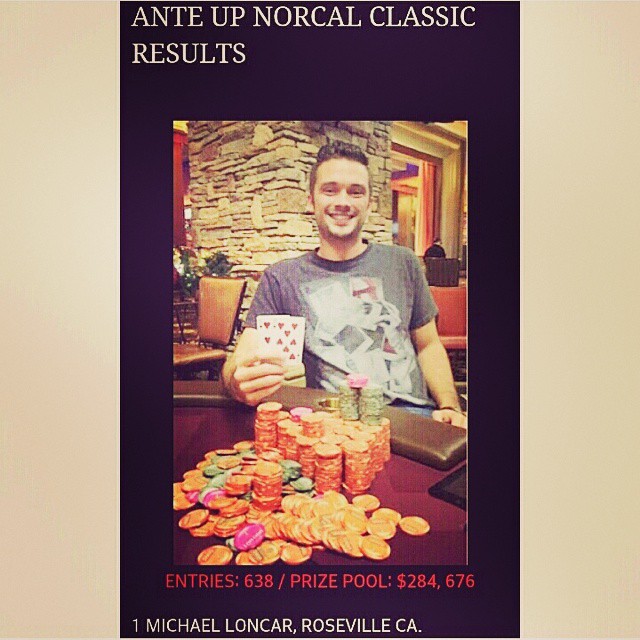 ANTE UP NORCAL CLASSIC
RESULTS
ENTRIES: 638 / PRIZE POOL: $284, 676
1 MICHAEL LONCAR, ROSEVILLE CA.